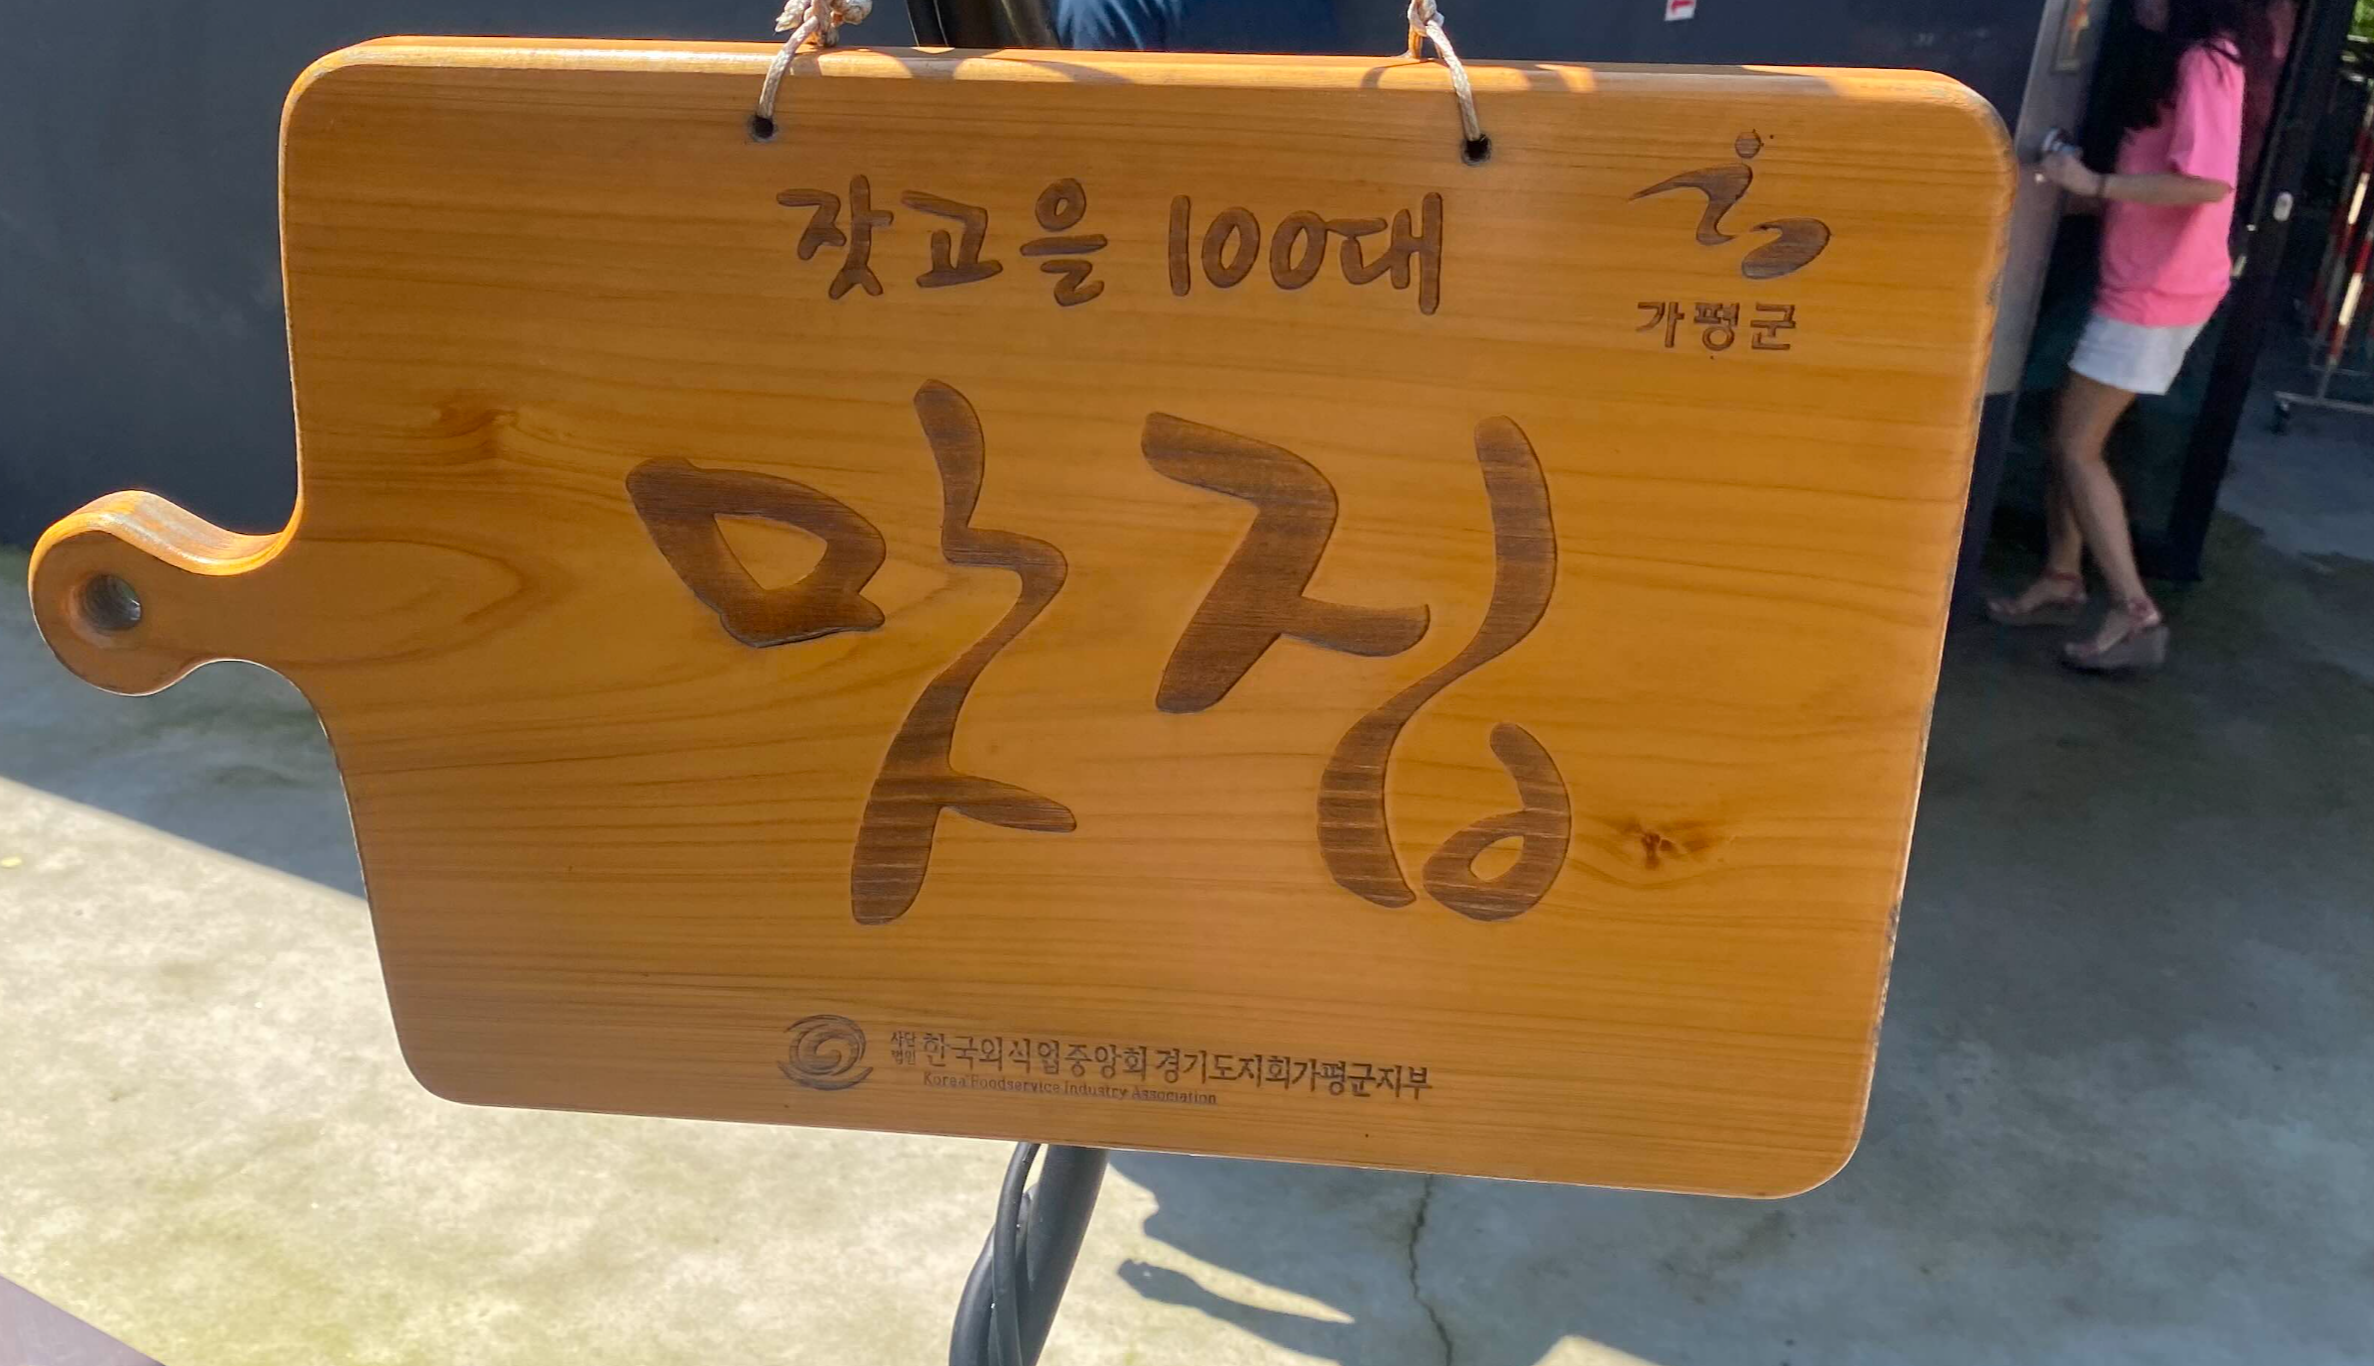 잣고을 100대
가평군
맛집
사단법인 한국외식업중앙회 경기도지회가평군지부
Korea Foodservice Industry Association